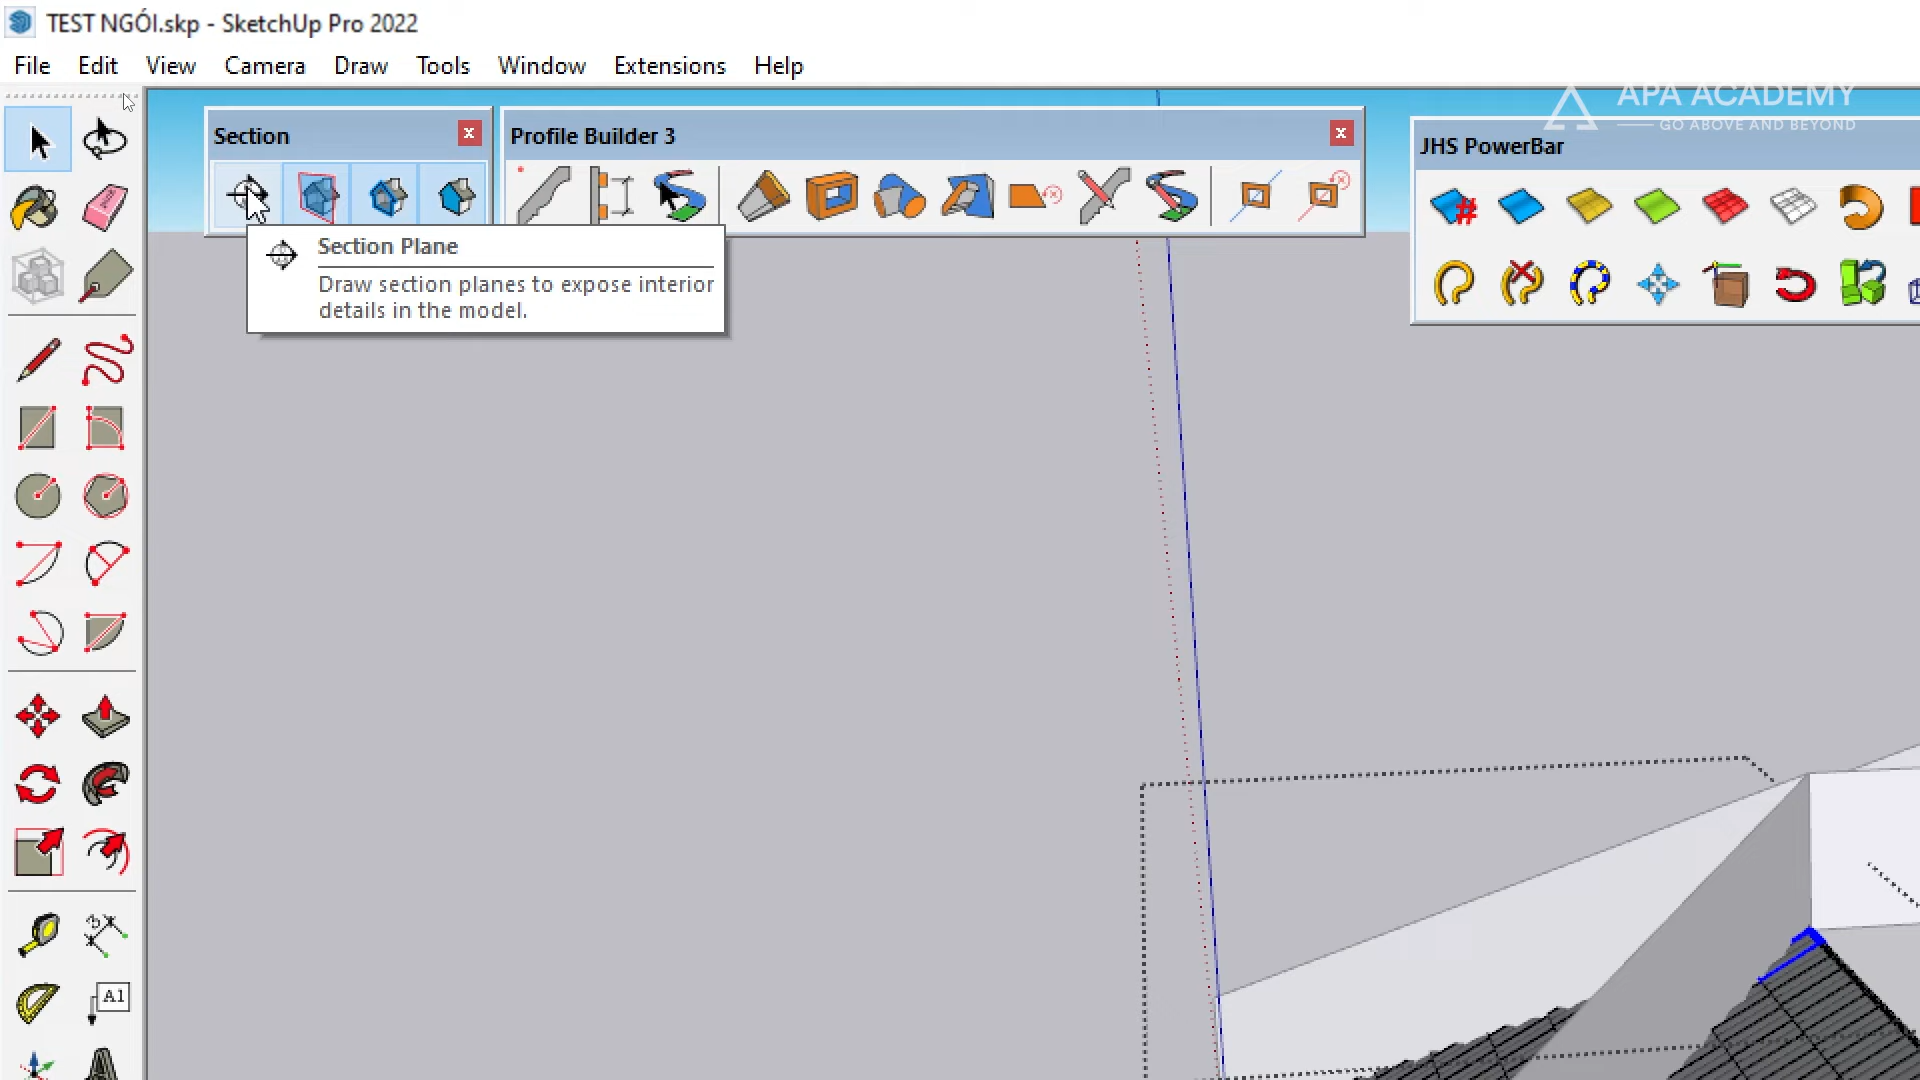 TEST NGÓI.skp - SketchUp Pro 2022
File Edit View Camera Draw Tools Window Extensions Help
APA ACADEMY
GO ABOVE AND BEYOND
Section
Profile Builder 3
JHS PowerBar
Section Plane
Draw section planes to expose interior
details in the model.
A1